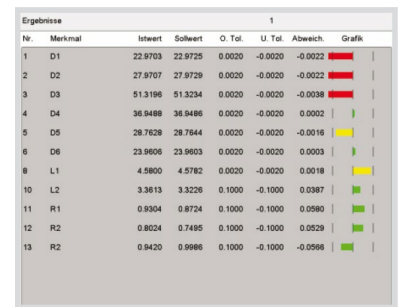 Ergebnisse 1
Nr. Merkmal Istwert Sollwert O. Tol. U. Tol. Abweich. Grafik
1 D1 22.9703 22.9725 0.0020 -0.0020 -0.0022
2 D2 27.9707 27.9729 0.0020 -0.0020 -0.0022
3 D3 51.3196 51.3234 0.0020 -0.0020 -0.0038
4 D4 36.9488 36.9486 0.0020 -0.0020 0.0002
5 D5 28.7628 28.7644 0.0020 -0.0020 -0.0016
6 D6 23.9606 23.9603 0.0020 -0.0020 0.0003
8 L1 4.5800 4.5782 0.0020 -0.0020 0.0018
10 L2 3.3613 3.3226 0.1000 -0.1000 0.0387
11 R1 0.9304 0.8724 0.1000 -0.1000 0.0580
12 R2 0.8024 0.7495 0.1000 -0.1000 0.0529
13 R2 0.9420 0.9986 0.1000 -0.1000 -0.0566